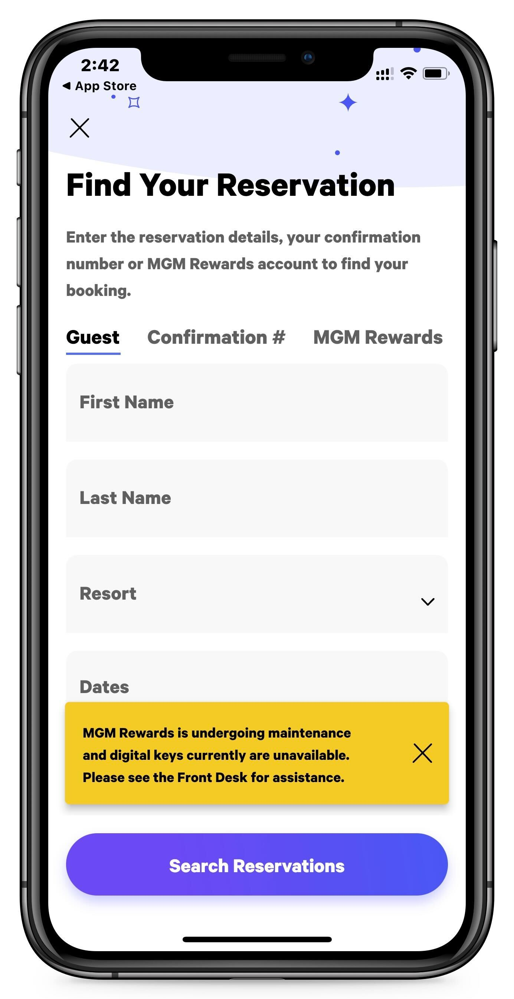 2:42
App Store
Find Your Reservation
Enter the reservation details, your confirmation
number or MGM Rewards account to find your
booking.
Guest Confirmation # MGM Rewards
First Name
Last Name
Resort
Dates
MGM Rewards is undergoing maintenance
and digital keys currently are unavailable.
Please see the Front Desk for assistance.
Search Reservations